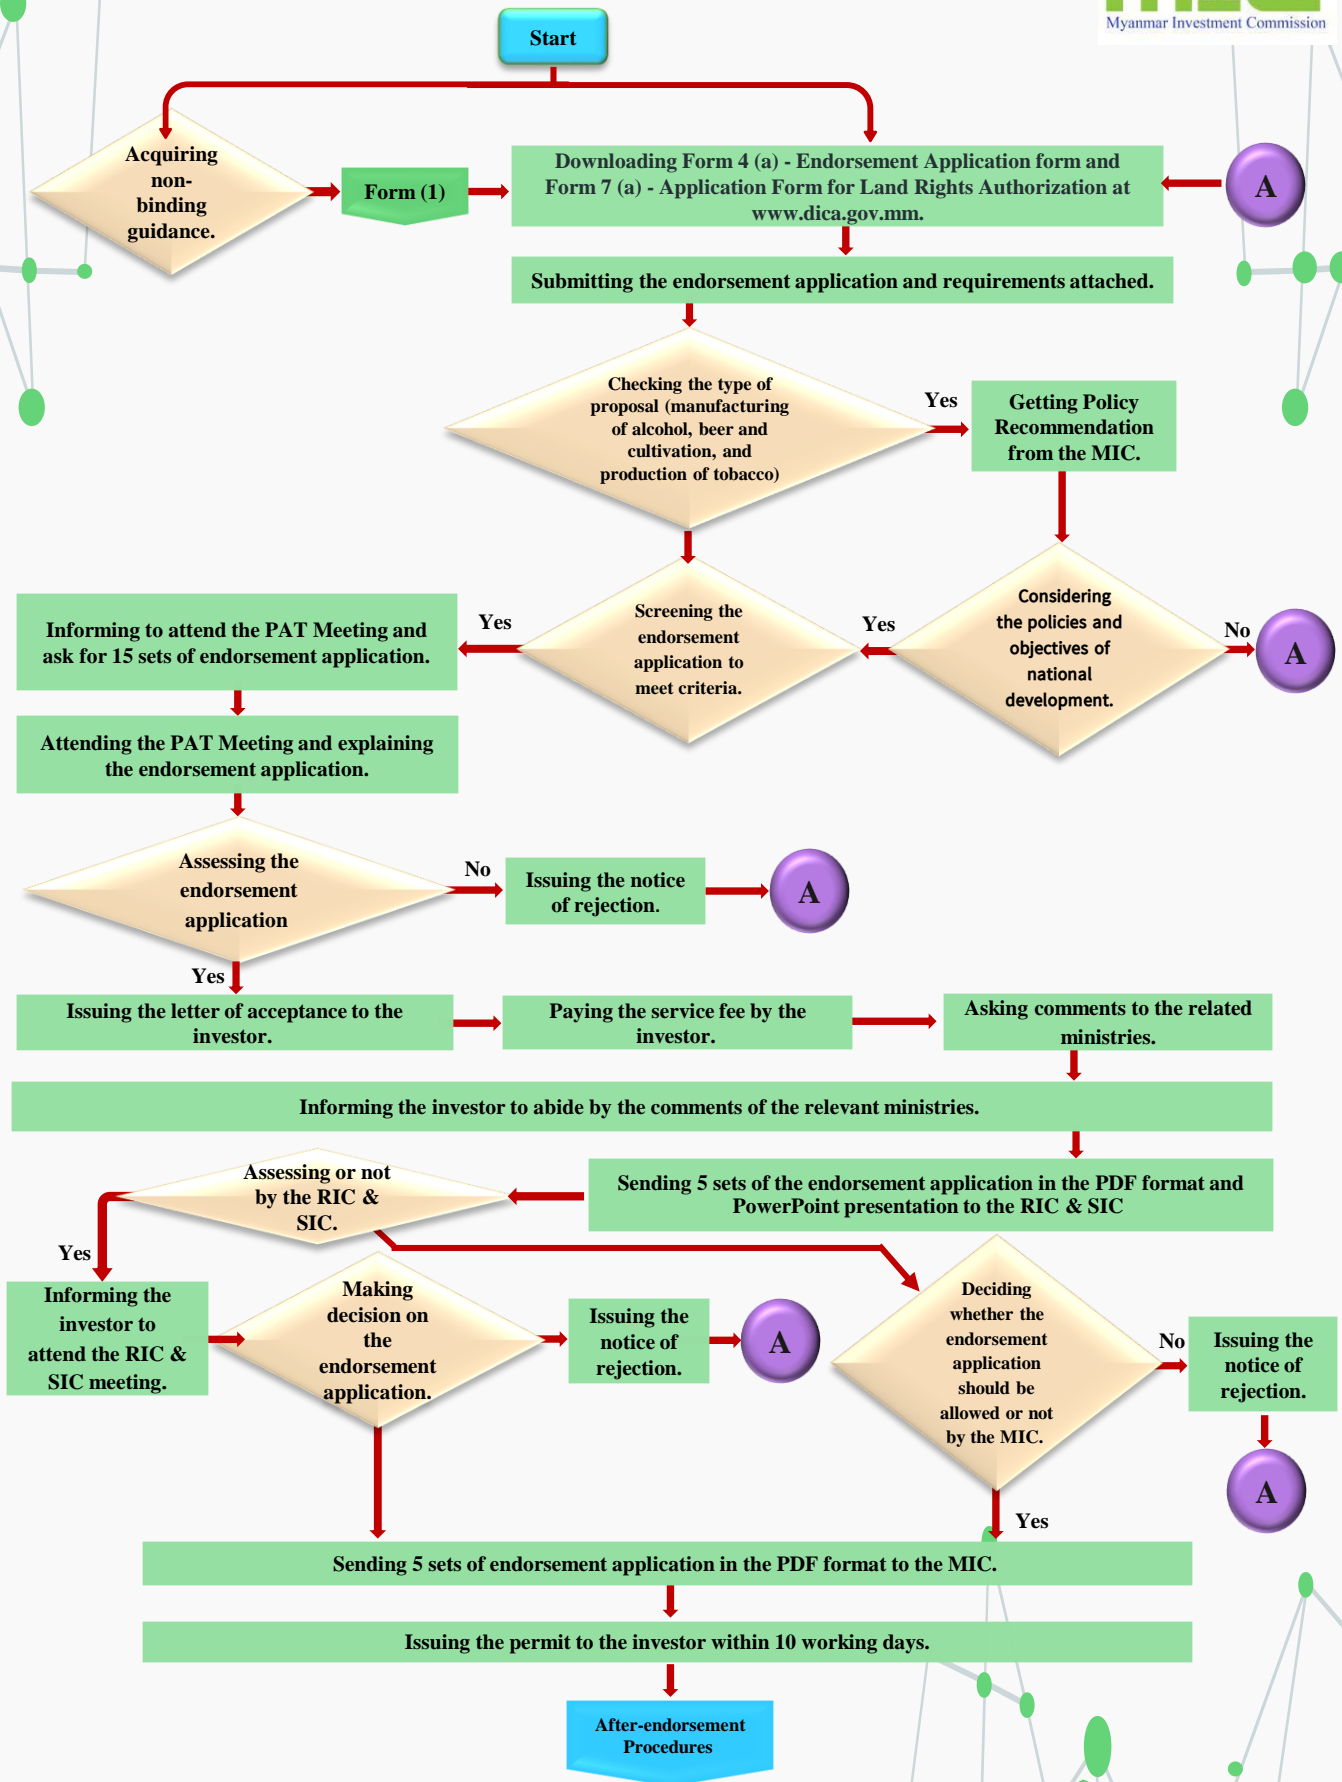 Myanmar Investment Commission
Start
Acquiring
non-
binding
guidance.
Form (1)
Downloading Form 4 (a) - Endorsement Application form and
Form 7 (a) - Application Form for Land Rights Authorization at
www.dica.gov.mm.
A
Submitting the endorsement application and requirements attached.
Checking the type of
proposal (manufacturing
of alcohol, beer and
cultivation, and
production of tobacco)
Yes
Getting Policy
Recommendation
from the MIC.
Considering
the policies and
objectives of
national
development.
No
A
Yes
Screening the
endorsement
application to
meet criteria.
Yes
Informing to attend the PAT Meeting and
ask for 15 sets of endorsement application.
Attending the PAT Meeting and explaining
the endorsement application.
Assessing the
endorsement
application
No
Issuing the notice
of rejection.
A
Yes
Issuing the letter of acceptance to the
investor.
Paying the service fee by the
investor.
Asking comments to the related
ministries.
Informing the investor to abide by the comments of the relevant ministries.
Sending 5 sets of the endorsement application in the PDF format and
PowerPoint presentation to the RIC & SIC
Assessing or not
by the RIC &
SIC.
Yes
Informing the
investor to
attend the RIC &
SIC meeting.
Making
decision on
the
endorsement
application.
Issuing the
notice of
rejection.
A
Deciding
whether the
endorsement
application
should be
allowed or not
by the MIC.
No
Issuing the
notice of
rejection.
A
Yes
Sending 5 sets of endorsement application in the PDF format to the MIC.
Issuing the permit to the investor within 10 working days.
After-endorsement
Procedures